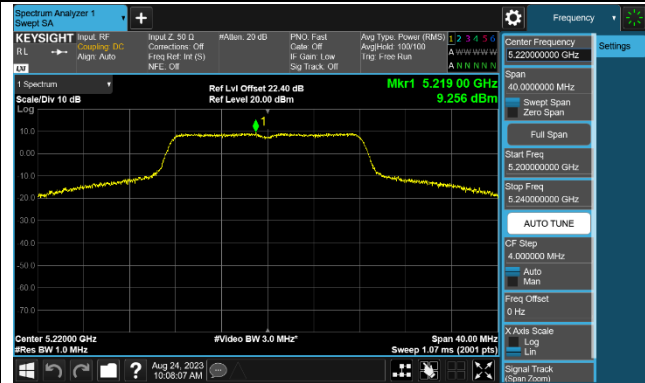 Spectrum Analyzer 1
Swept SA
Frequency
KEYSIGHT
RL
LXI
Input: RF
Coupling: DC
Align: Auto
Input Z: 50 Ω
Corrections: Off
Freq Ref: Int (S)
NFE: Off
#Atten: 20 dB
PNO: Fast
Gate: Off
IF Gain: Low
Sig Track: Off
Avg Type: Power (RMS)
Avg|Hold: 100/100
Trig: Free Run
1 2 3 4 5 6
A W W W W W
A N N N N N
1 Spectrum
Scale/Div 10 dB
Log
Ref Lvl Offset 22.40 dB
Ref Level 20.00 dBm
Mkr1 5.219 00 GHz
9.256 dBm
1
10.0
0.00
-10.0
-20.0
-30.0
-40.0
-50.0
-60.0
-70.0
Center 5.22000 GHz
#Res BW 1.0 MHz
#Video BW 3.0 MHz*
Span 40.00 MHz
Sweep 1.07 ms (2001 pts)
Center Frequency
5.220000000 GHz
Settings
Span
40.0000000 MHz
Swept Span
Zero Span
Full Span
Start Freq
5.200000000 GHz
Stop Freq
5.240000000 GHz
AUTO TUNE
CF Step
4.000000 MHz
Auto
Man
Freq Offset
0 Hz
X Axis Scale
Log
Lin
Signal Track
(Span Zoom)
Aug 24, 2023
10:08:07 AM